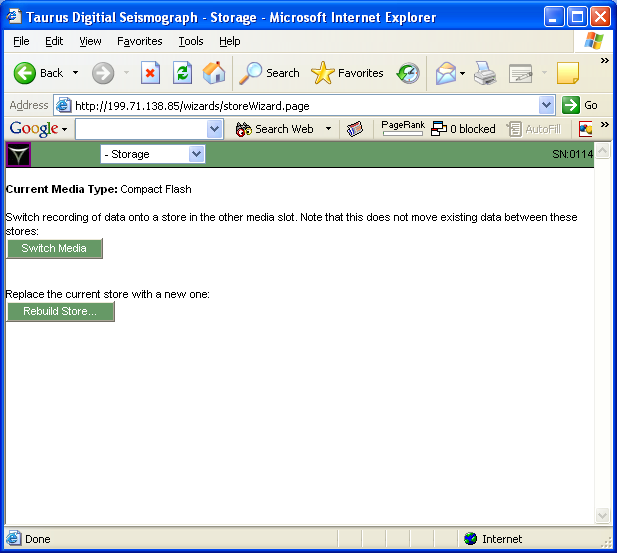 Taurus Digitial Seismograph - Storage - Microsoft Internet Explorer
File Edit View Favorites Tools Help
Back Search Favorites »
Address http://199.71.138.85/wizards/storeWizard.page Go
Google Search Web PageRank 0 blocked AutoFill »
- Storage SN:0114
Current Media Type: Compact Flash
Switch recording of data onto a store in the other media slot. Note that this does not move existing data between these
stores:
Switch Media
Replace the current store with a new one:
Rebuild Store...
Done Internet